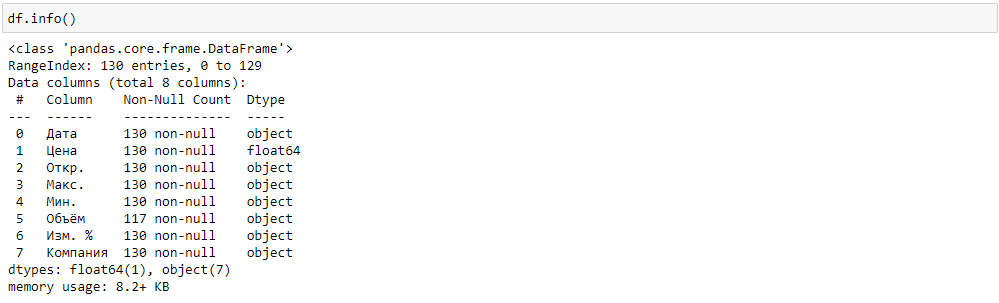 df.info()
<class 'pandas.core.frame.DataFrame'>
RangeIndex: 130 entries, 0 to 129
Data columns (total 8 columns):
 #   Column    Non-Null Count  Dtype
---  ------    --------------  -----
 0   Дата      130 non-null    object
 1   Цена      130 non-null    float64
 2   Откр.     130 non-null    object
 3   Макс.     130 non-null    object
 4   Мин.      130 non-null    object
 5   Объём     117 non-null    object
 6   Изм. %    130 non-null    object
 7   Компания  130 non-null    object
dtypes: float64(1), object(7)
memory usage: 8.2+ KB